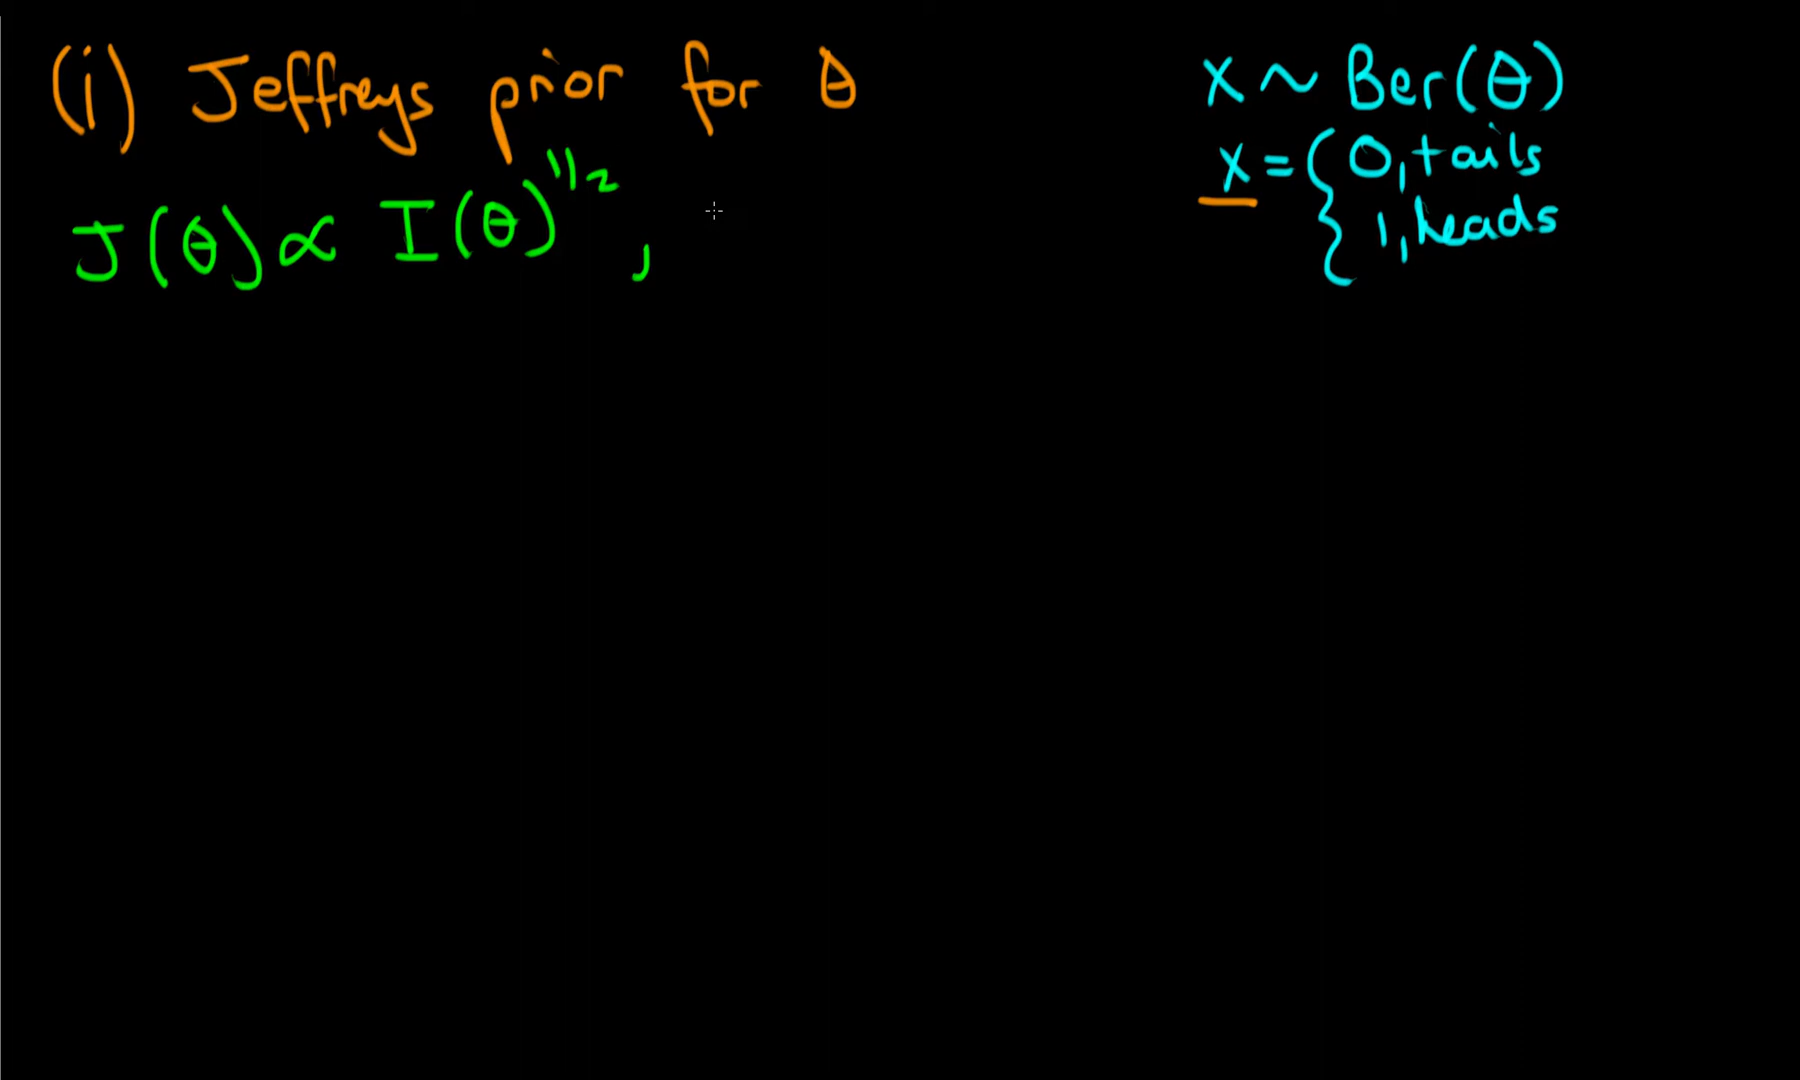 (i) Jeffreys prior for θ
J(θ) ∝ I(θ)^1/2 ,
x ~ Ber(θ)
x = { 0, tails
1, heads